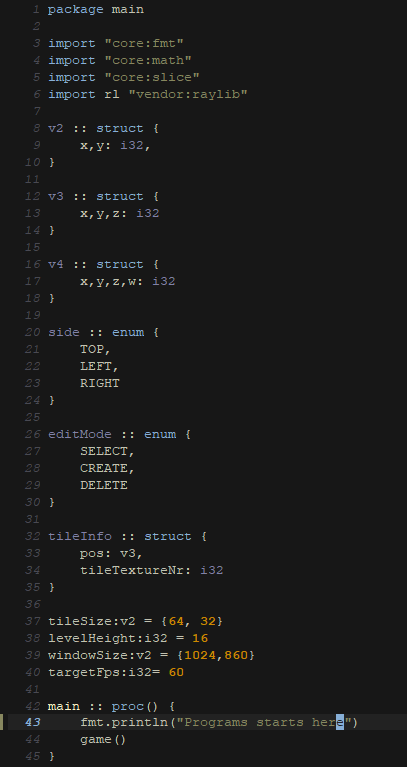 1 package main
2
3 import "core:fmt"
4 import "core:math"
5 import "core:slice"
6 import rl "vendor:raylib"
7
8 v2 :: struct {
9     x,y: i32,
10 }
11
12 v3 :: struct {
13     x,y,z: i32
14 }
15
16 v4 :: struct {
17     x,y,z,w: i32
18 }
19
20 side :: enum {
21     TOP,
22     LEFT,
23     RIGHT
24 }
25
26 editMode :: enum {
27     SELECT,
28     CREATE,
29     DELETE
30 }
31
32 tileInfo :: struct {
33     pos: v3,
34     tileTextureNr: i32
35 }
36
37 tileSize:v2 = {64, 32}
38 levelHeight:i32 = 16
39 windowSize:v2 = {1024,860}
40 targetFps:i32= 60
41
42 main :: proc() {
43     fmt.println("Programs starts here")
44     game()
45 }